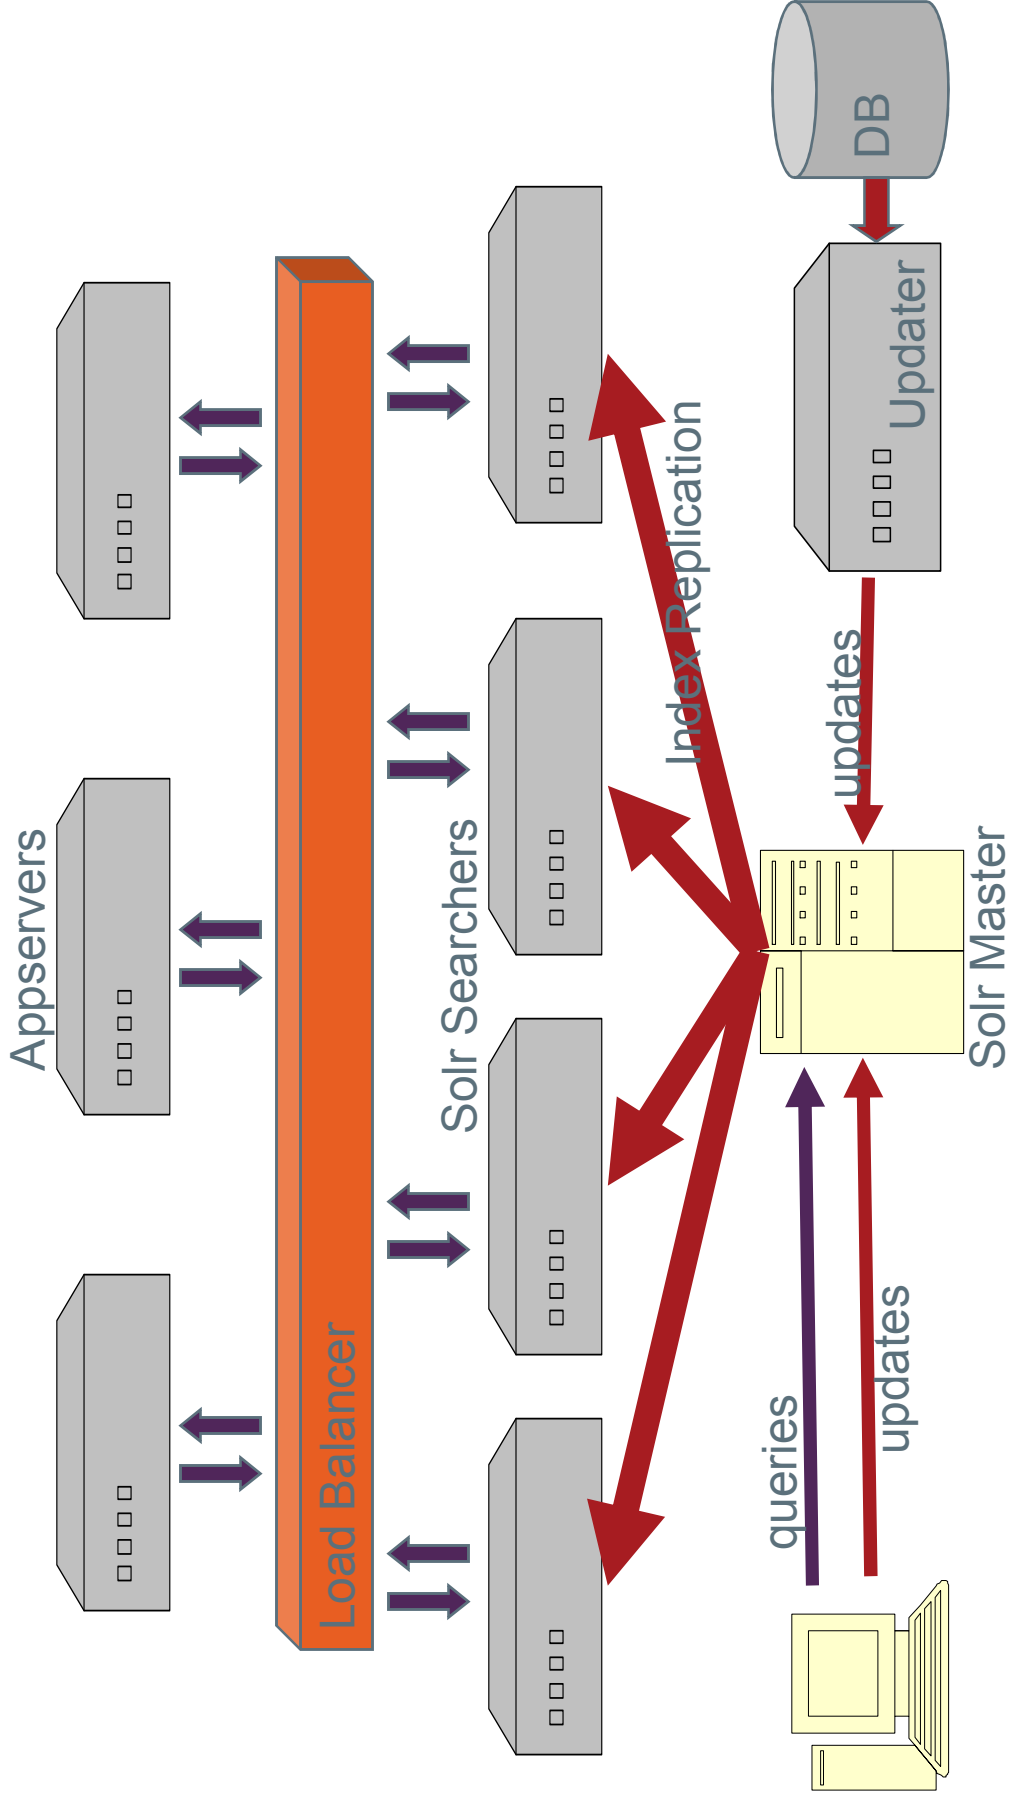 Appservers
Load Balancer
Solr Searchers
Index Replication
queries
updates
updates
Updater
DB
Solr Master